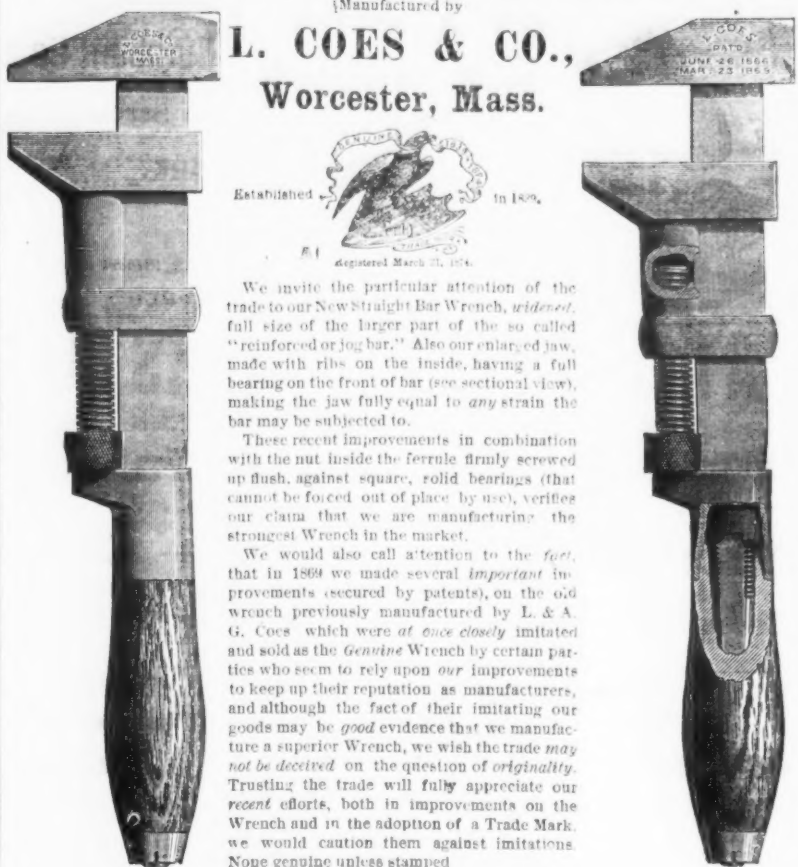 Manufactured by
L. COES & CO.,
Worcester, Mass.
L. COES & CO.
WORCESTER
MASS.
L. COES
PAT'D
JUNE 26 1866
MAR 23 1869
GENUINE
Established
in 1839.
TRADE MARK
Registered March 31, 1874.
We invite the particular attention of the
trade to our New Straight Bar Wrench, widened,
full size of the larger part of the so called
"reinforced or jog bar." Also our enlarged jaw,
made with ribs on the inside, having a full
bearing on the front of bar (see sectional view),
making the jaw fully equal to any strain the
bar may be subjected to.
These recent improvements in combination
with the nut inside the ferrule firmly screwed
up flush, against square, solid bearings (that
cannot be forced out of place by use), verifies
our claim that we are manufacturing the
strongest Wrench in the market.
We would also call attention to the fact,
that in 1869 we made several important im-
provements (secured by patents), on the old
wrench previously manufactured by L. & A.
G. Coes which were at once closely imitated
and sold as the Genuine Wrench by certain par-
ties who seem to rely upon our improvements
to keep up their reputation as manufacturers,
and although the fact of their imitating our
goods may be good evidence that we manufac-
ture a superior Wrench, we wish the trade may
not be deceived on the question of originality.
Trusting the trade will fully appreciate our
recent efforts, both in improvements on the
Wrench and in the adoption of a Trade Mark,
we would caution them against imitations.
None genuine unless stamped